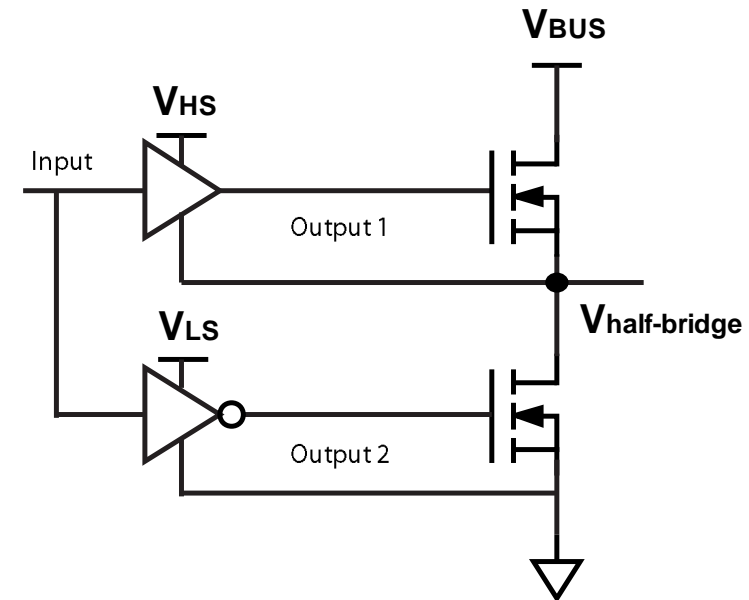 VBUS
VHS
Input
Output 1
Vhalf-bridge
VLS
Output 2